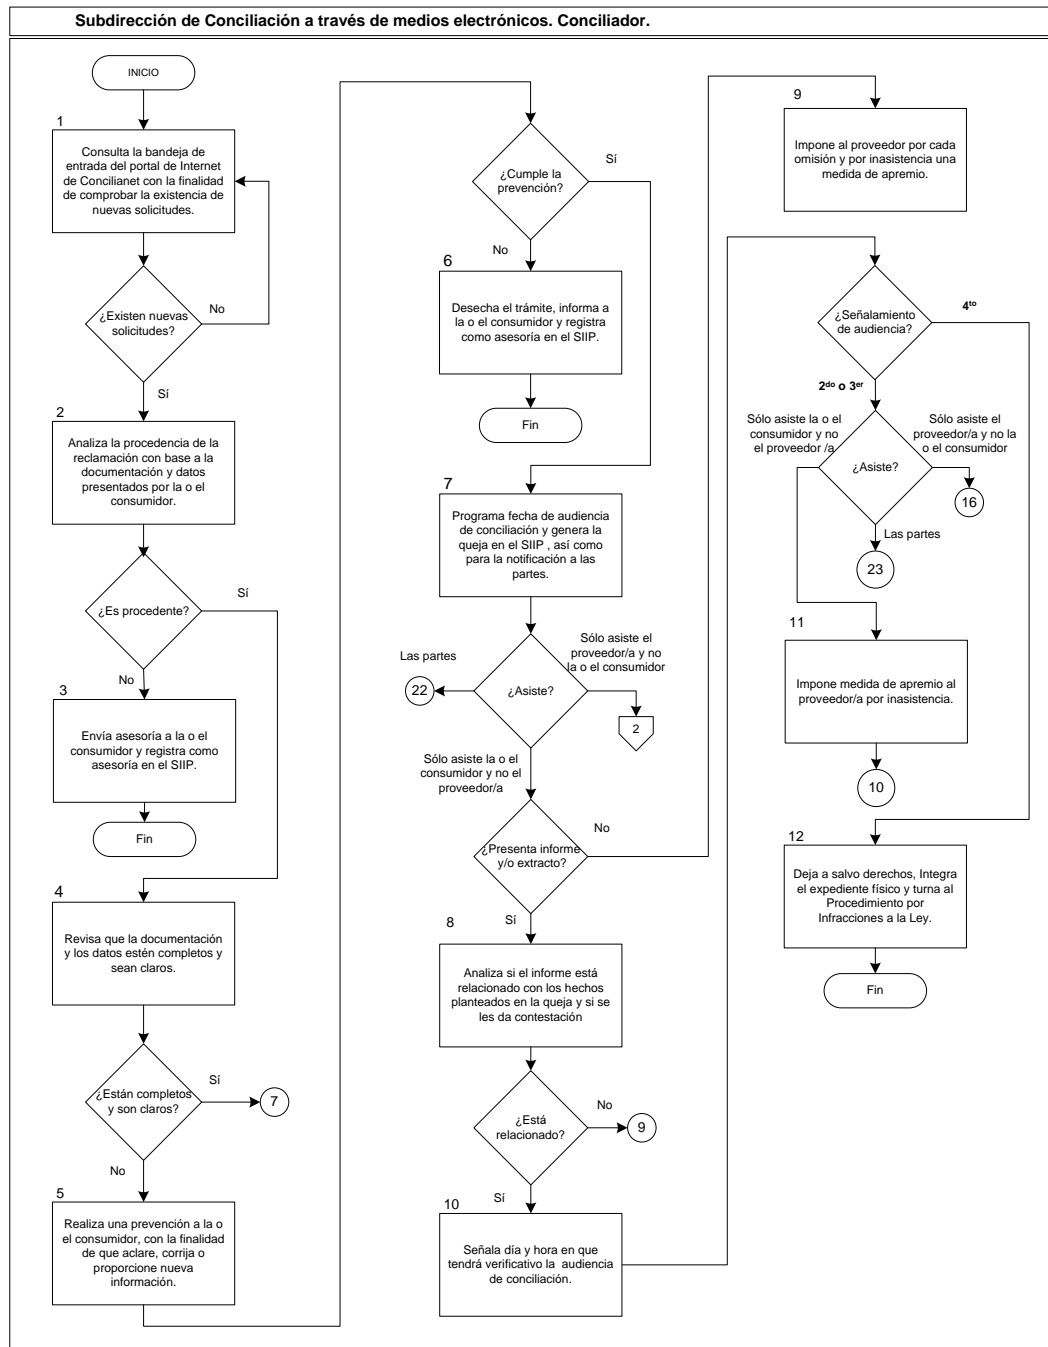 Subdirección de Conciliación a través de medios electrónicos. Conciliador.
INICIO
1
Consulta la bandeja de
entrada del portal de Internet
de Concilianet con la finalidad
de comprobar la existencia de
nuevas solicitudes.
¿Existen nuevas
solicitudes?
No
Sí
2
Analiza la procedencia de la
reclamación con base a la
documentación y datos
presentados por la o el
consumidor.
¿Es procedente?
Sí
No
3
Envía asesoría a la o el
consumidor y registra como
asesoría en el SIIP.
Fin
4
Revisa que la documentación
y los datos estén completos y
sean claros.
¿Están completos
y son claros?
Sí
7
No
5
Realiza una prevención a la o
el consumidor, con la finalidad
de que aclare, corrija o
proporcione nueva
información.
¿Cumple la
prevención?
Sí
No
6
Desecha el trámite, informa a
la o el consumidor y registra
como asesoría en el SIIP.
Fin
7
Programa fecha de audiencia
de conciliación y genera la
queja en el SIIP , así como
para la notificación a las
partes.
¿Asiste?
Las partes
22
Sólo asiste el
proveedor/a y no
la o el consumidor
2
Sólo asiste la o el
consumidor y no el
proveedor/a
¿Presenta informe
y/o extracto?
No
Sí
8
Analiza si el informe está
relacionado con los hechos
planteados en la queja y si se
les da contestación
¿Está
relacionado?
No
9
Sí
10
Señala día y hora en que
tendrá verificativo la audiencia
de conciliación.
9
Impone al proveedor por cada
omisión y por inasistencia una
medida de apremio.
¿Señalamiento
de audiencia?
4to
2do o 3er
Sólo asiste la o el
consumidor y no
el proveedor /a
Sólo asiste el
proveedor/a y no la
o el consumidor
¿Asiste?
16
Las partes
23
11
Impone medida de apremio al
proveedor/a por inasistencia.
10
12
Deja a salvo derechos, Integra
el expediente físico y turna al
Procedimiento por
Infracciones a la Ley.
Fin